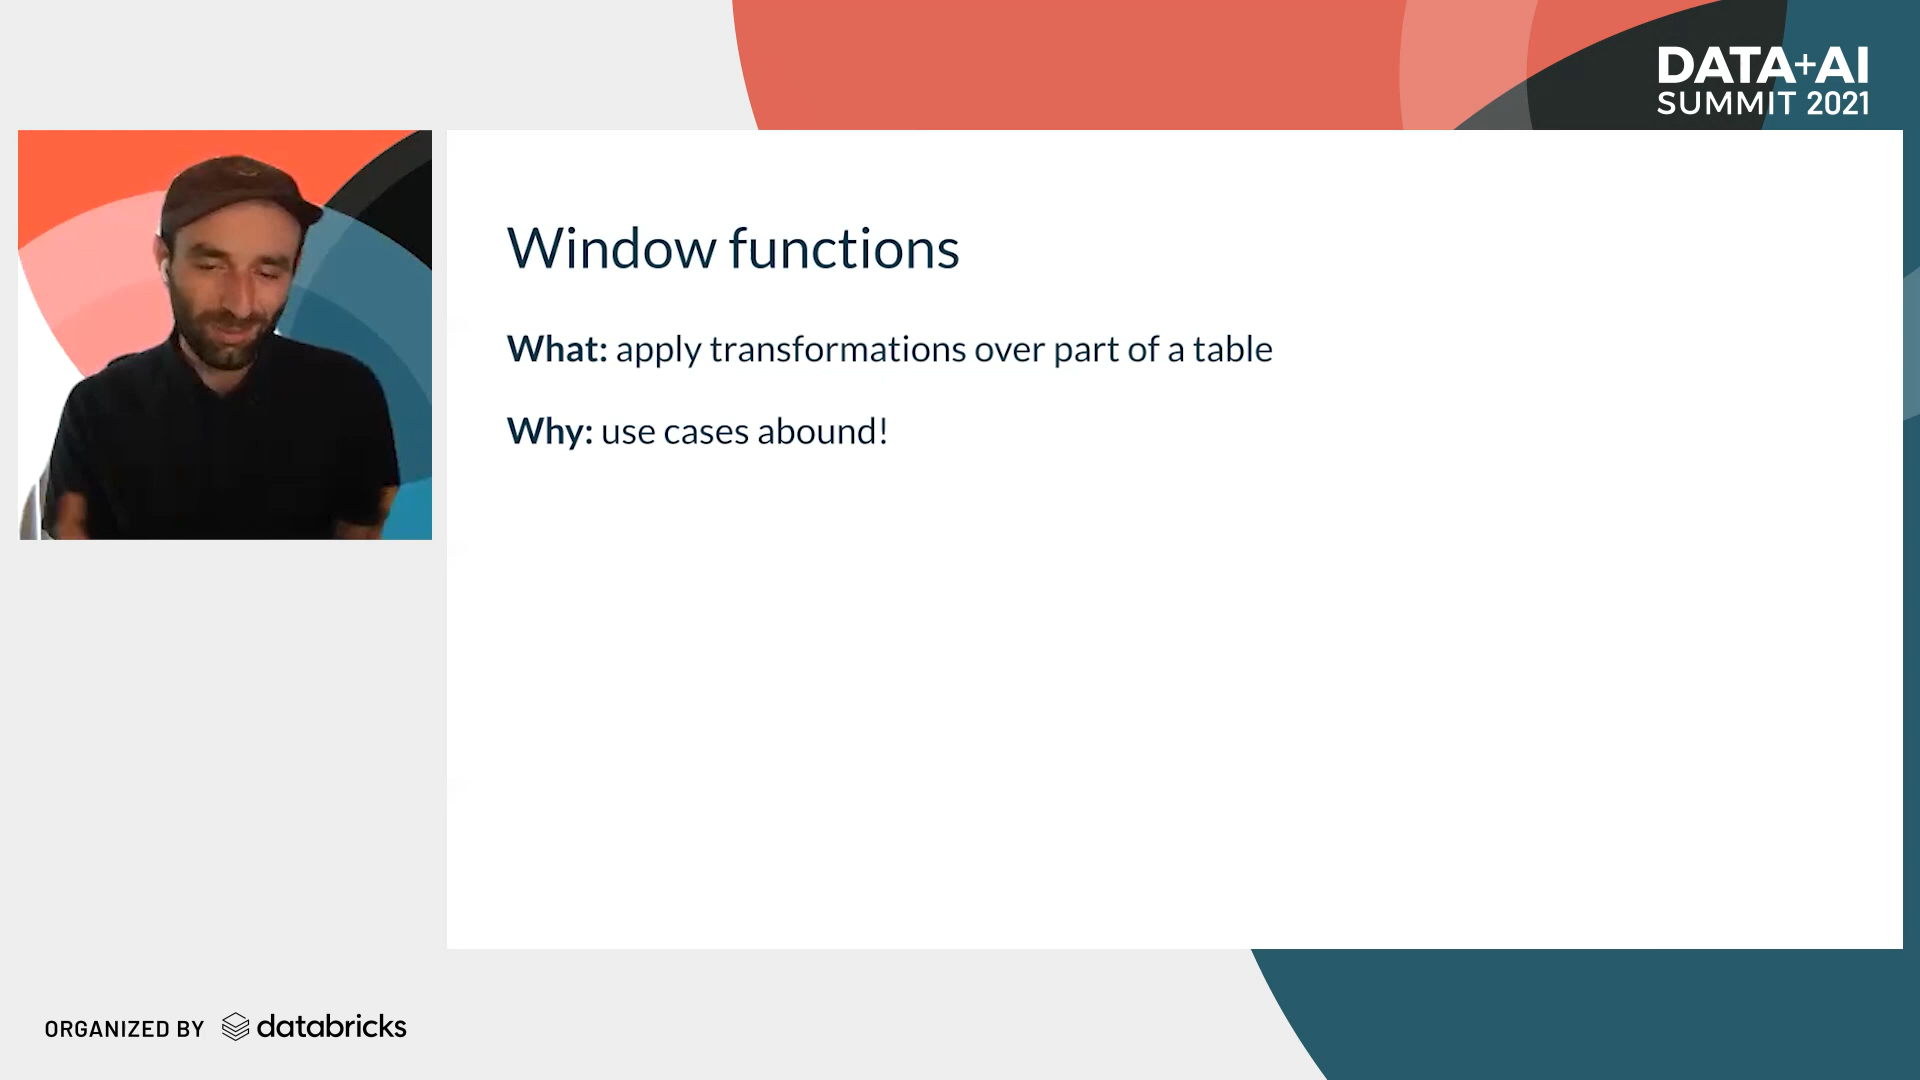 DATA+AI
SUMMIT 2021
Window functions
What: apply transformations over part of a table
Why: use cases abound!
ORGANIZED BY databricks